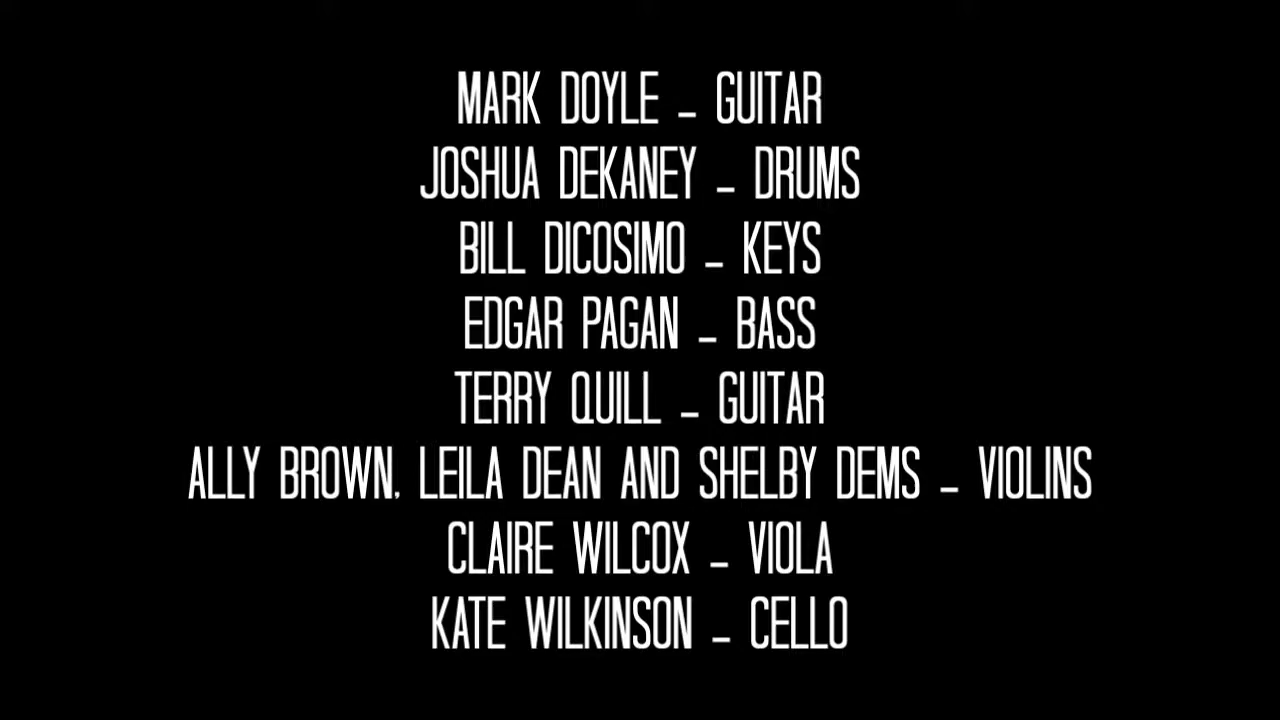 MARK DOYLE - GUITAR
JOSHUA DEKANEY - DRUMS
BILL DICOSIMO - KEYS
EDGAR PAGAN - BASS
TERRY QUILL - GUITAR
ALLY BROWN, LEILA DEAN AND SHELBY DEMS - VIOLINS
CLAIRE WILCOX - VIOLA
KATE WILKINSON - CELLO